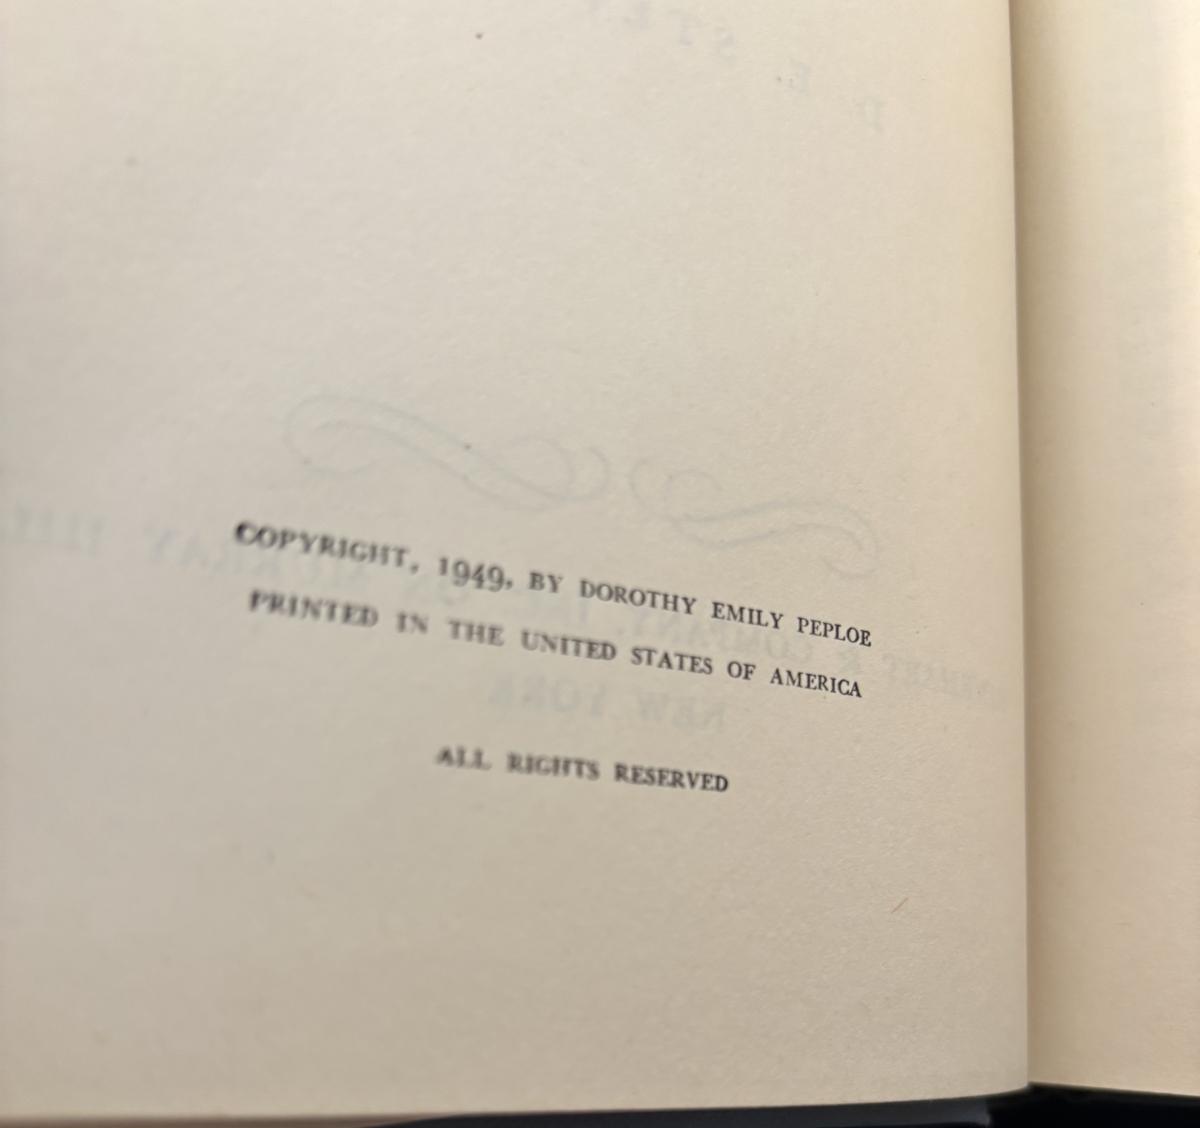 COPYRIGHT, 1949, BY DOROTHY EMILY PEPLOE
PRINTED IN THE UNITED STATES OF AMERICA
ALL RIGHTS RESERVED